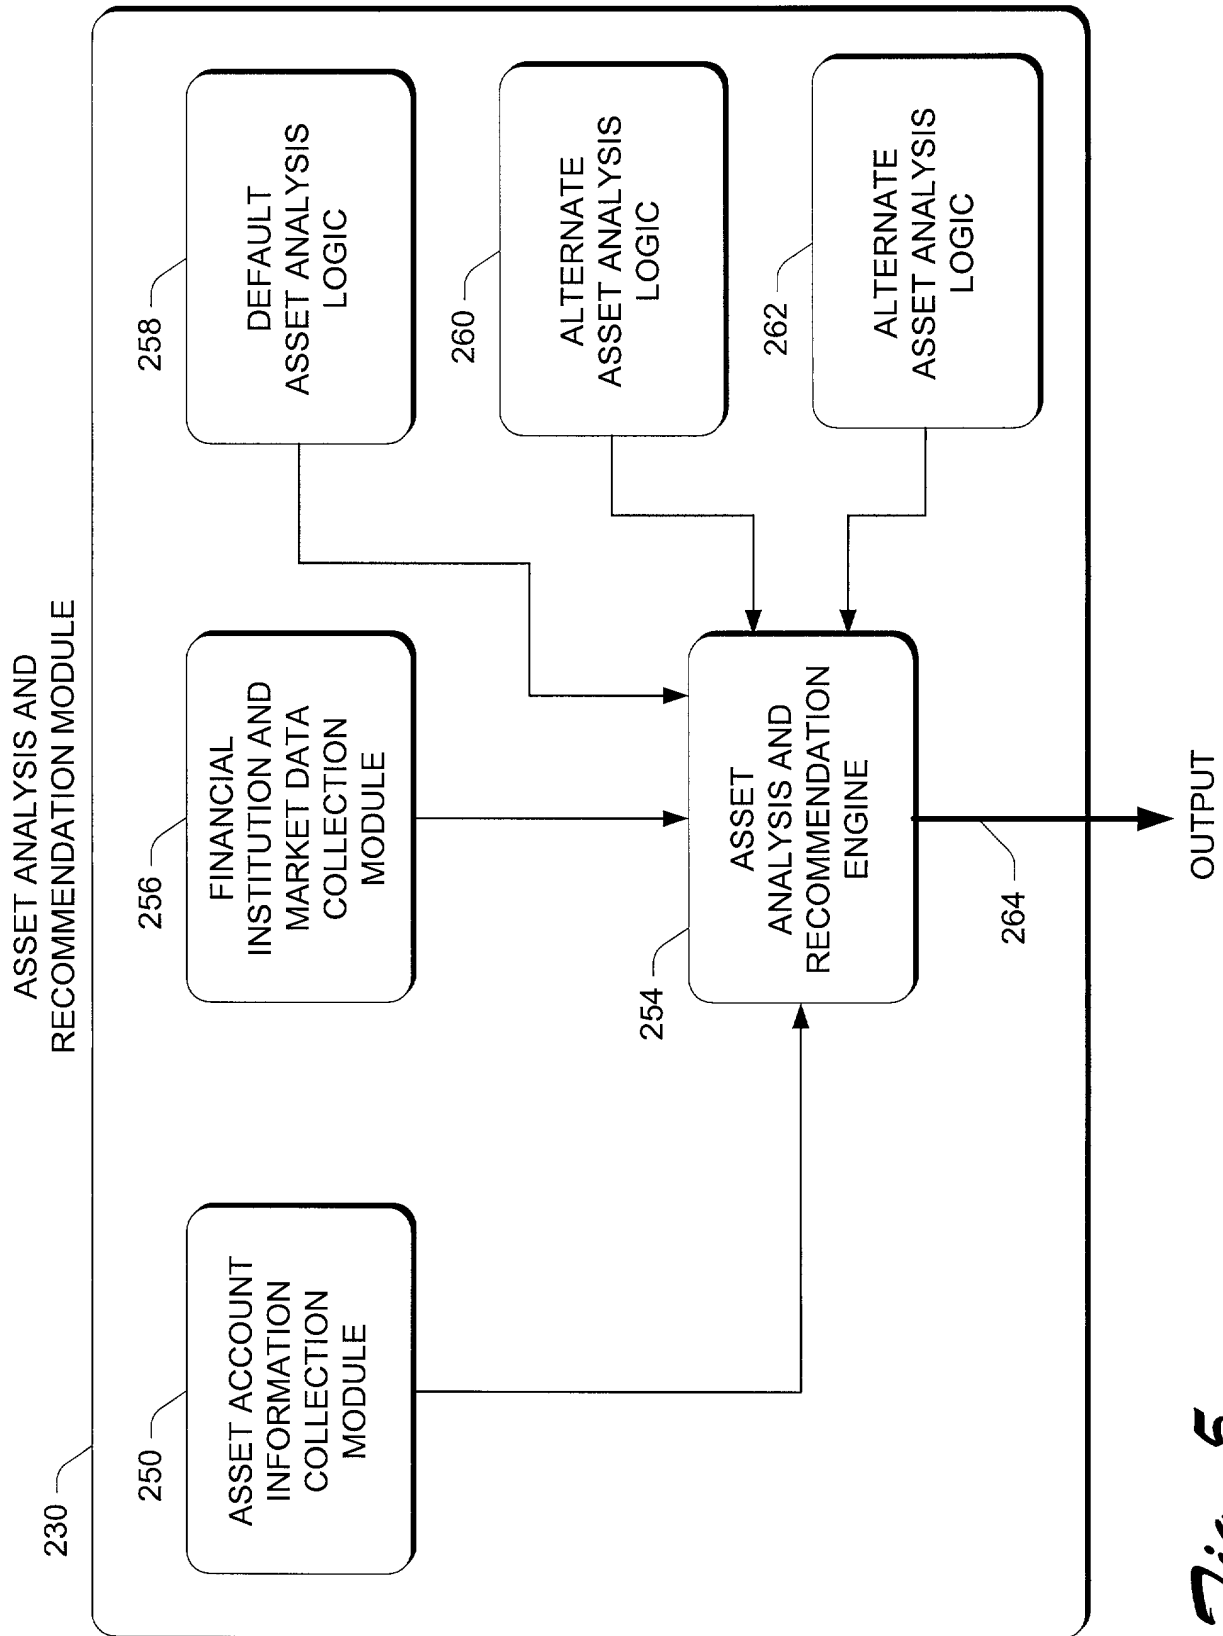 ASSET ANALYSIS AND
RECOMMENDATION MODULE
230
250
ASSET ACCOUNT
INFORMATION
COLLECTION
MODULE
256
FINANCIAL
INSTITUTION AND
MARKET DATA
COLLECTION
MODULE
258
DEFAULT
ASSET ANALYSIS
LOGIC
260
ALTERNATE
ASSET ANALYSIS
LOGIC
262
ALTERNATE
ASSET ANALYSIS
LOGIC
254
ASSET
ANALYSIS AND
RECOMMENDATION
ENGINE
264
OUTPUT
Fig. 5